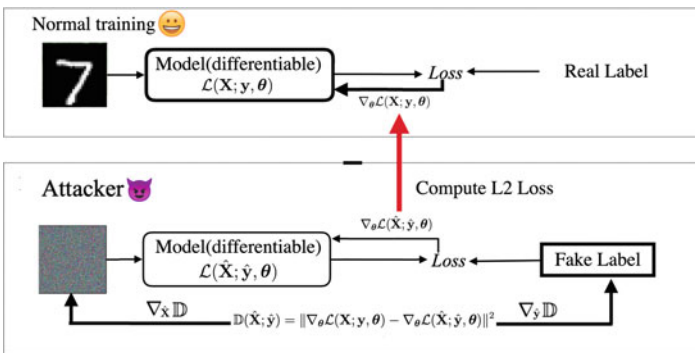 Normal training😀
Model(differentiable)
ℒ(X; y, θ)
Loss
Real Label
∇θℒ(X; y, θ)
Attacker😈
Compute L2 Loss
∇θℒ(X̂; ŷ, θ)
Model(differentiable)
ℒ(X̂; ŷ, θ)
Loss
Fake Label
∇x̂ 𝔻
𝔻(X̂; ŷ) = ‖∇θℒ(X; y, θ) − ∇θℒ(X̂; ŷ, θ)‖²
∇ŷ 𝔻